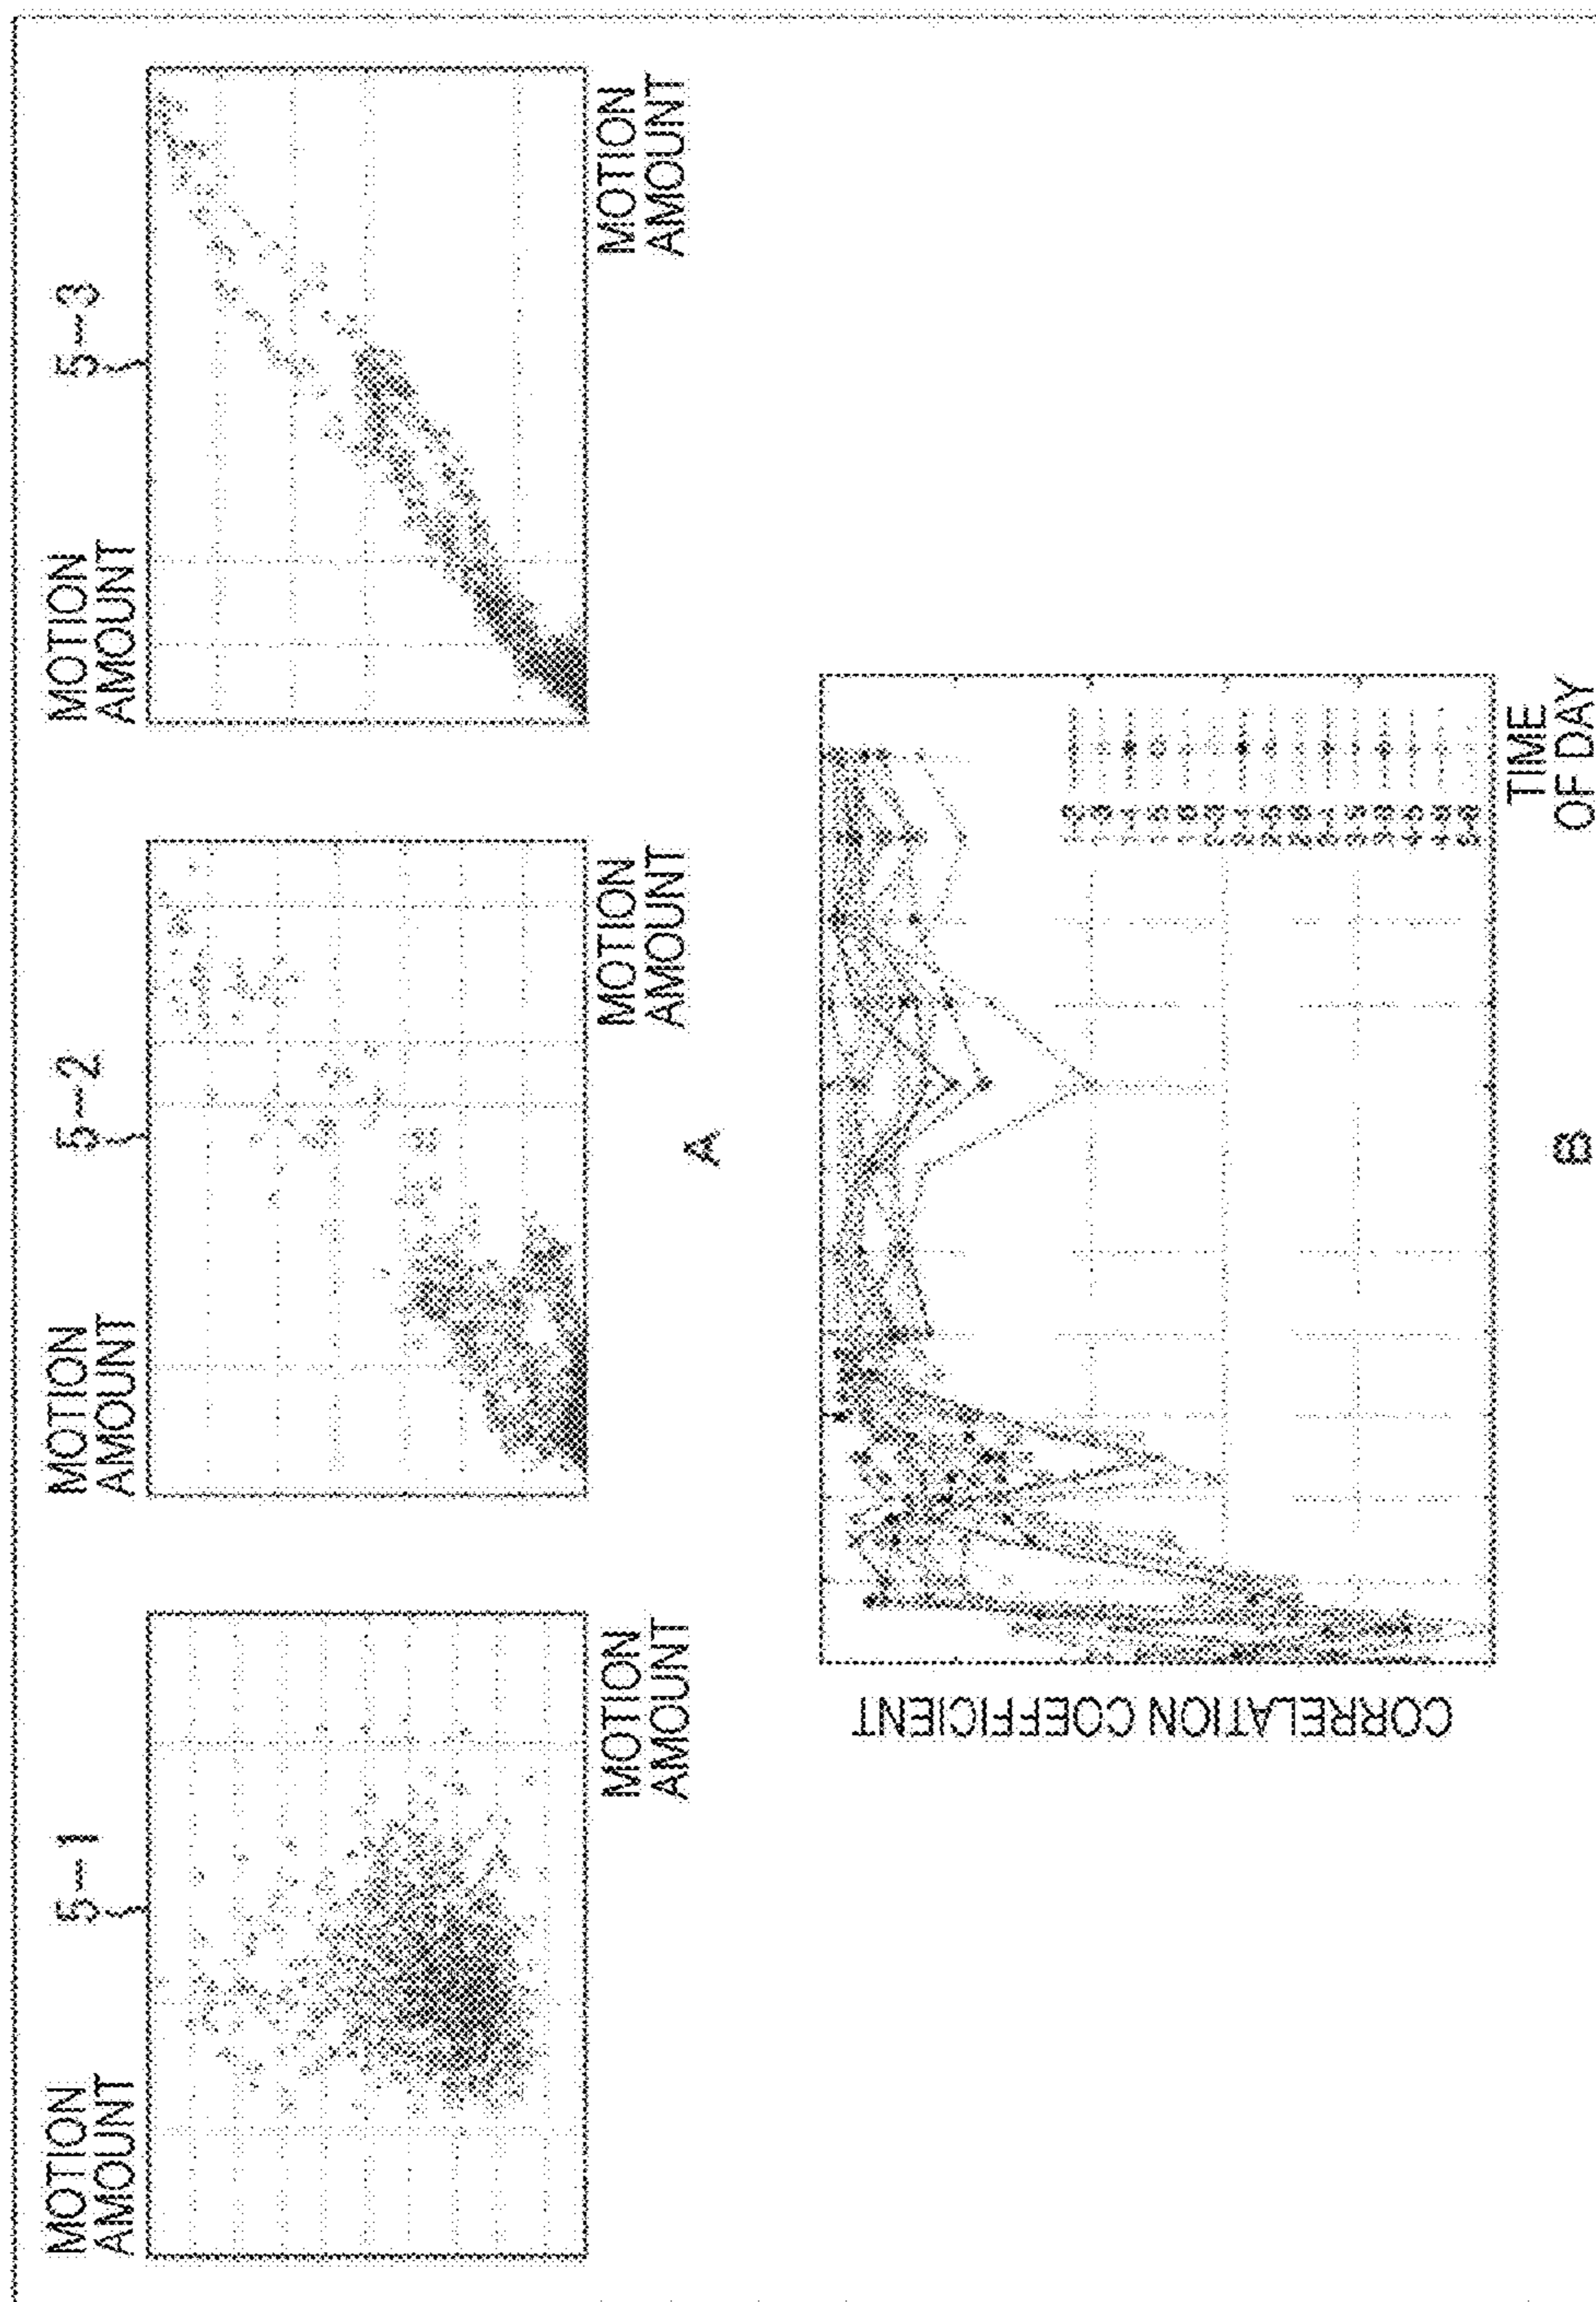 MOTION
AMOUNT
5-1
MOTION
AMOUNT
MOTION
AMOUNT
5-2
MOTION
AMOUNT
MOTION
AMOUNT
5-3
MOTION
AMOUNT
A
CORRELATION COEFFICIENT
TIME
OF DAY
B